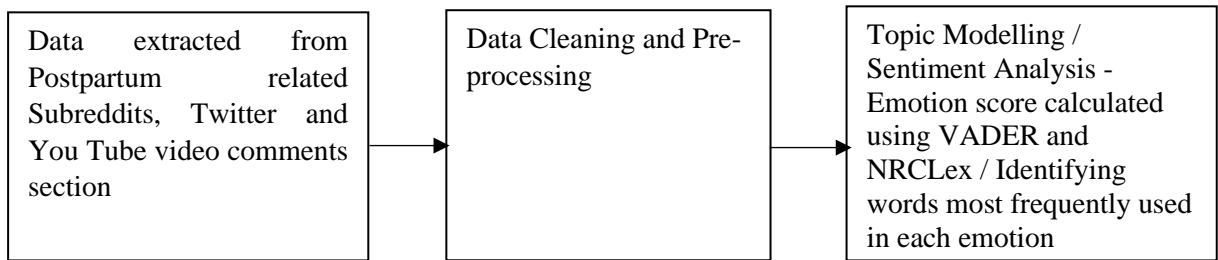 Data extracted from
Postpartum related
Subreddits, Twitter and
You Tube video comments
section
Data Cleaning and Pre-
processing
Topic Modelling /
Sentiment Analysis -
Emotion score calculated
using VADER and
NRCLex / Identifying
words most frequently used
in each emotion